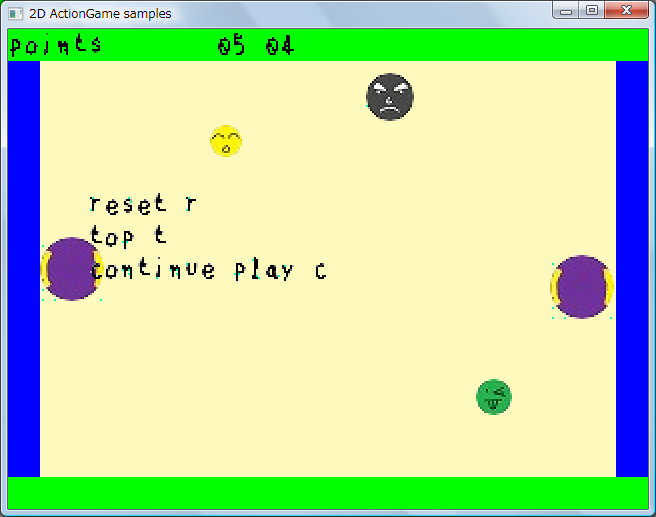 2D ActionGame samples
points 05 04
reset r
top t
continue play c